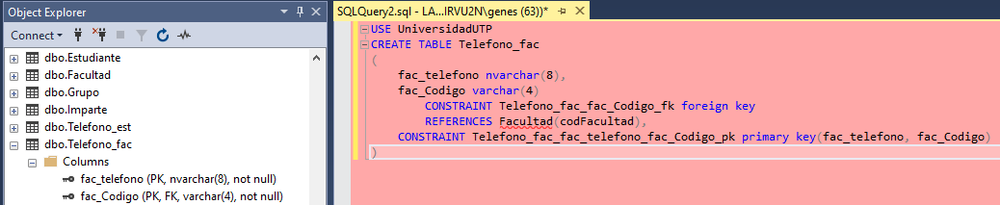 Object Explorer
Connect
dbo.Estudiante
dbo.Facultad
dbo.Grupo
dbo.Imparte
dbo.Telefono_est
dbo.Telefono_fac
Columns
fac_telefono (PK, nvarchar(8), not null)
fac_Codigo (PK, FK, varchar(4), not null)
SQLQuery2.sql - LA...IRVU2N\genes (63))*
USE UniversidadUTP
CREATE TABLE Telefono_fac
(
fac_telefono nvarchar(8),
fac_Codigo varchar(4)
CONSTRAINT Telefono_fac_fac_Codigo_fk foreign key
REFERENCES Facultad(codFacultad),
CONSTRAINT Telefono_fac_fac_telefono_fac_Codigo_pk primary key(fac_telefono, fac_Codigo)
)